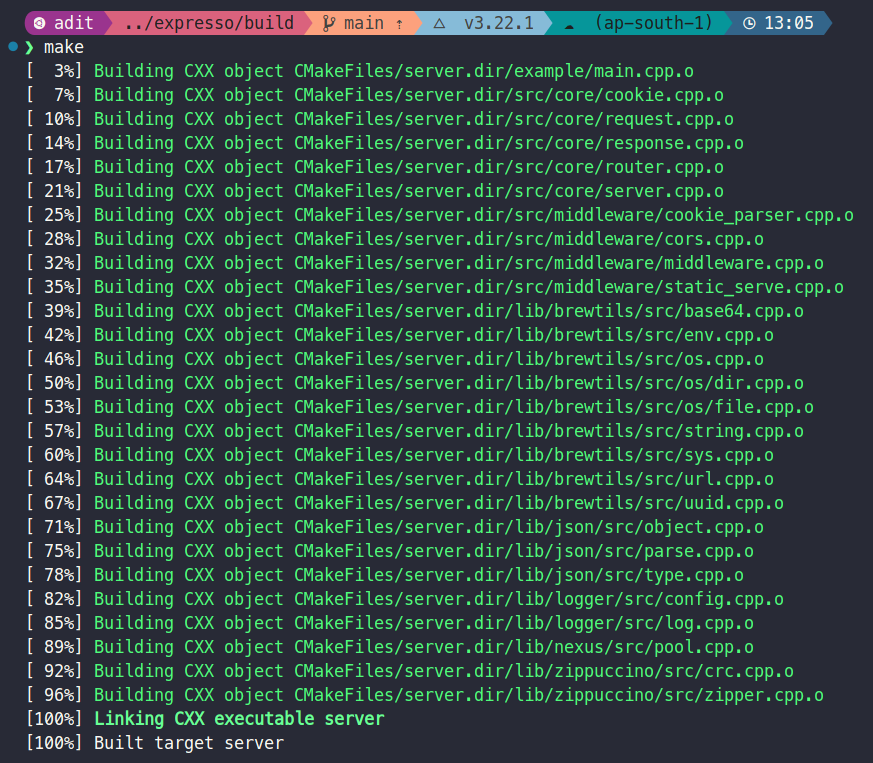 adit ../expresso/build main ↑ △ v3.22.1 ☁ (ap-south-1) 13:05
❯ make
[  3%] Building CXX object CMakeFiles/server.dir/example/main.cpp.o
[  7%] Building CXX object CMakeFiles/server.dir/src/core/cookie.cpp.o
[ 10%] Building CXX object CMakeFiles/server.dir/src/core/request.cpp.o
[ 14%] Building CXX object CMakeFiles/server.dir/src/core/response.cpp.o
[ 17%] Building CXX object CMakeFiles/server.dir/src/core/router.cpp.o
[ 21%] Building CXX object CMakeFiles/server.dir/src/core/server.cpp.o
[ 25%] Building CXX object CMakeFiles/server.dir/src/middleware/cookie_parser.cpp.o
[ 28%] Building CXX object CMakeFiles/server.dir/src/middleware/cors.cpp.o
[ 32%] Building CXX object CMakeFiles/server.dir/src/middleware/middleware.cpp.o
[ 35%] Building CXX object CMakeFiles/server.dir/src/middleware/static_serve.cpp.o
[ 39%] Building CXX object CMakeFiles/server.dir/lib/brewtils/src/base64.cpp.o
[ 42%] Building CXX object CMakeFiles/server.dir/lib/brewtils/src/env.cpp.o
[ 46%] Building CXX object CMakeFiles/server.dir/lib/brewtils/src/os.cpp.o
[ 50%] Building CXX object CMakeFiles/server.dir/lib/brewtils/src/os/dir.cpp.o
[ 53%] Building CXX object CMakeFiles/server.dir/lib/brewtils/src/os/file.cpp.o
[ 57%] Building CXX object CMakeFiles/server.dir/lib/brewtils/src/string.cpp.o
[ 60%] Building CXX object CMakeFiles/server.dir/lib/brewtils/src/sys.cpp.o
[ 64%] Building CXX object CMakeFiles/server.dir/lib/brewtils/src/url.cpp.o
[ 67%] Building CXX object CMakeFiles/server.dir/lib/brewtils/src/uuid.cpp.o
[ 71%] Building CXX object CMakeFiles/server.dir/lib/json/src/object.cpp.o
[ 75%] Building CXX object CMakeFiles/server.dir/lib/json/src/parse.cpp.o
[ 78%] Building CXX object CMakeFiles/server.dir/lib/json/src/type.cpp.o
[ 82%] Building CXX object CMakeFiles/server.dir/lib/logger/src/config.cpp.o
[ 85%] Building CXX object CMakeFiles/server.dir/lib/logger/src/log.cpp.o
[ 89%] Building CXX object CMakeFiles/server.dir/lib/nexus/src/pool.cpp.o
[ 92%] Building CXX object CMakeFiles/server.dir/lib/zippuccino/src/crc.cpp.o
[ 96%] Building CXX object CMakeFiles/server.dir/lib/zippuccino/src/zipper.cpp.o
[100%] Linking CXX executable server
[100%] Built target server